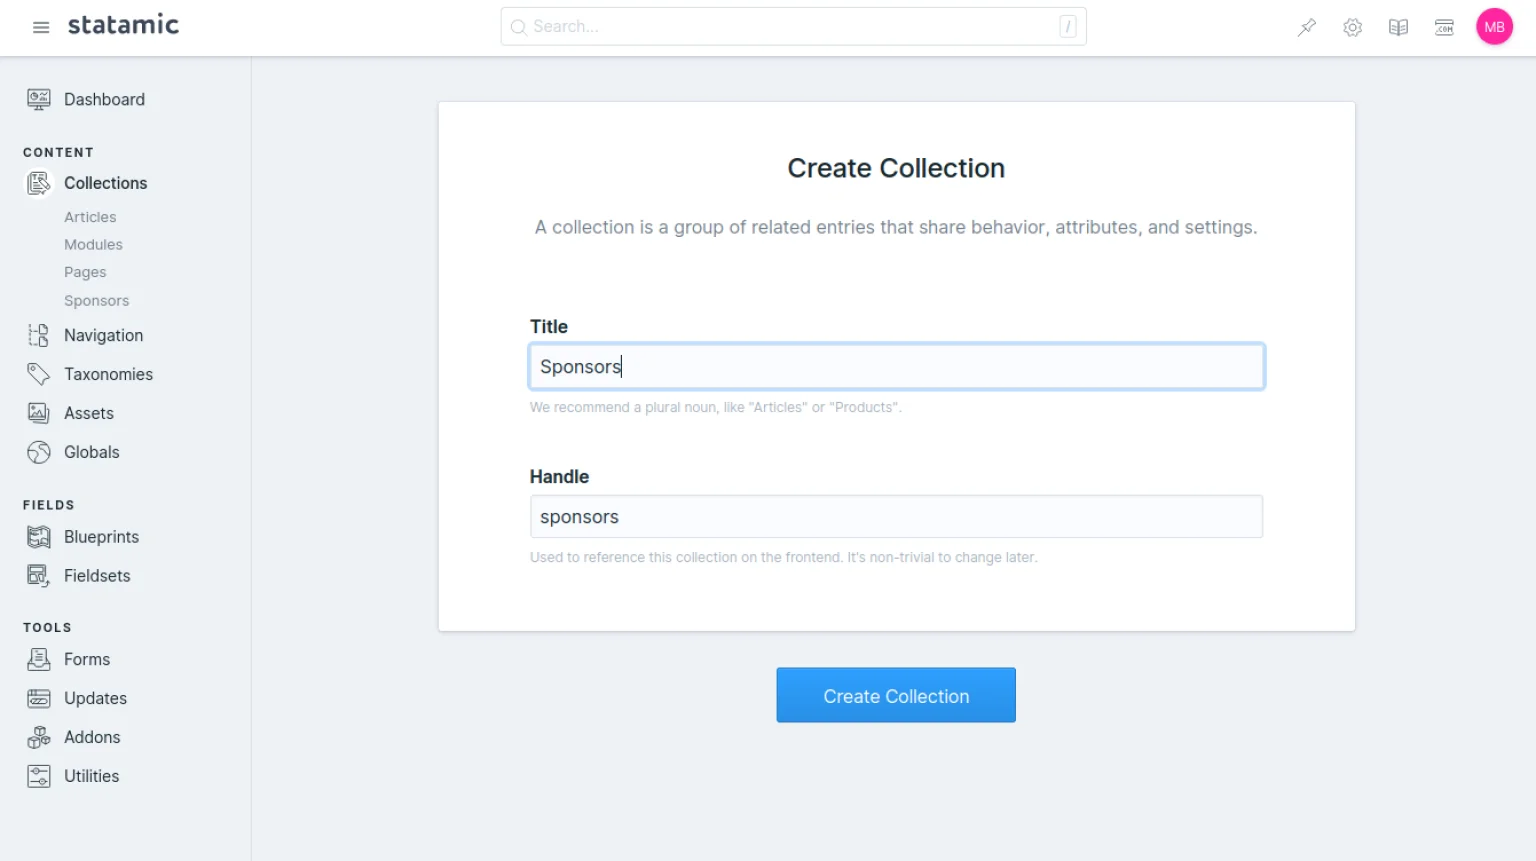 statamic
Search...
/
.COM
MB
Dashboard
CONTENT
Collections
Articles
Modules
Pages
Sponsors
Navigation
Taxonomies
Assets
Globals
FIELDS
Blueprints
Fieldsets
TOOLS
Forms
Updates
Addons
Utilities
Create Collection
A collection is a group of related entries that share behavior, attributes, and settings.
Title
Sponsors
We recommend a plural noun, like "Articles" or "Products".
Handle
sponsors
Used to reference this collection on the frontend. It's non-trivial to change later.
Create Collection